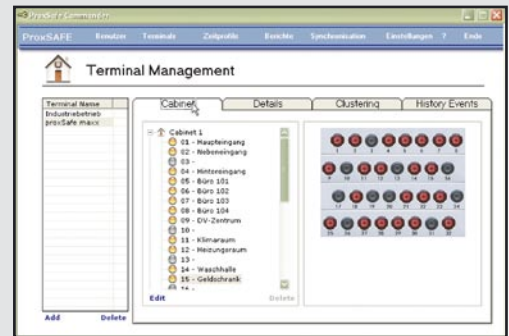 ProxSafe Commander
ProxSAFE Benutzer Terminals Zeitprofile Berichte Synchronisation Einstellungen ? Ende
Terminal Management
Terminal Name
Industriebetrieb
proxSafe maxx
Cabinet Details Clustering History Events
Cabinet 1
01 - Haupteingang
02 - Nebeneingang
03 -
04 - Hintereingang
05 - Büro 101
06 - Büro 102
07 - Büro 103
08 - Büro 104
09 - DV-Zentrum
10 -
11 - Klimaraum
12 - Heizungsraum
13 -
14 - Waschhalle
15 - Geldschrank
Edit Delete
Add Delete